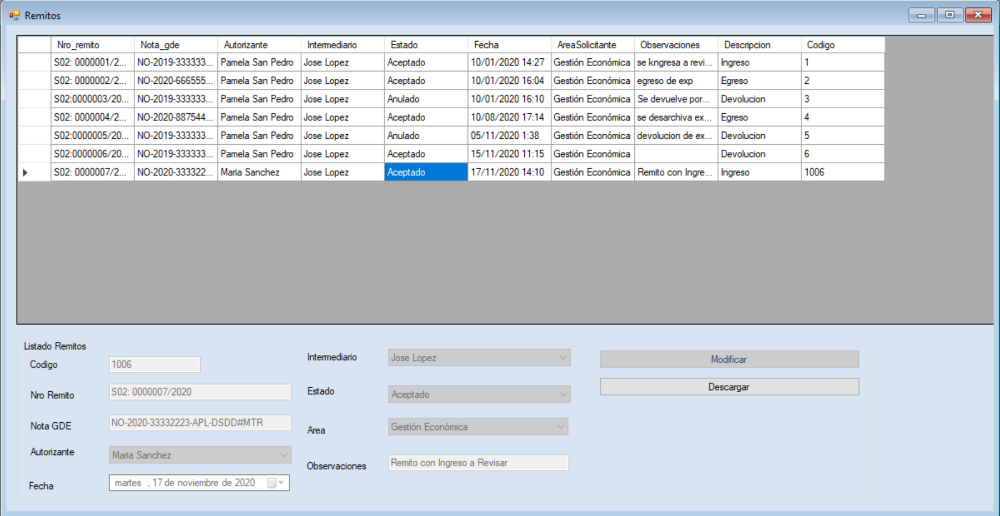 Remitos
Nro_remito Nota_gde Autorizante Intermediario Estado Fecha AreaSolicitante Observaciones Descripcion Codigo
S02: 0000001/2... NO-2019-333333... Pamela San Pedro Jose Lopez Aceptado 10/01/2020 14:27 Gestión Económica se kngresa a revi... Ingreso 1
S02: 0000002/2... NO-2020-666555... Pamela San Pedro Jose Lopez Aceptado 10/01/2020 16:04 Gestión Económica egreso de exp Egreso 2
S02:0000003/20... NO-2019-333333... Pamela San Pedro Jose Lopez Anulado 10/01/2020 16:10 Gestión Económica Se devuelve por... Devolucion 3
S02: 0000004/2... NO-2020-887544... Pamela San Pedro Jose Lopez Aceptado 10/08/2020 17:14 Gestión Económica se desarchiva ex... Egreso 4
S02:0000005/20... NO-2019-333333... Pamela San Pedro Jose Lopez Anulado 05/11/2020 1:38 Gestión Económica devolucion de ex... Devolucion 5
S02:0000006/20... NO-2019-333333... Pamela San Pedro Jose Lopez Aceptado 15/11/2020 11:15 Gestión Económica Devolucion 6
S02: 0000007/2... NO-2020-333322... Maria Sanchez Jose Lopez Aceptado 17/11/2020 14:10 Gestión Económica Remito con Ingre... Ingreso 1006
Listado Remitos
Codigo 1006
Nro Remito S02: 0000007/2020
Nota GDE NO-2020-33332223-APL-DSDD#MTR
Autorizante Maria Sanchez
Fecha martes , 17 de noviembre de 2020
Intermediario Jose Lopez
Estado Aceptado
Area Gestión Económica
Observaciones Remito con Ingreso a Revisar
Modificar
Descargar